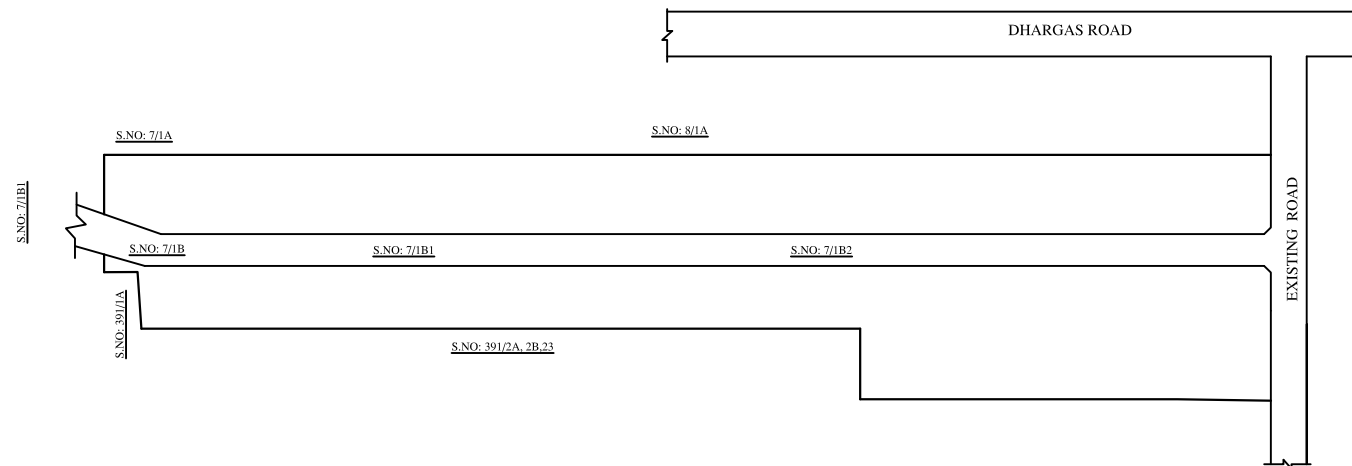 DHARGAS ROAD
S.NO: 7/1A
S.NO: 8/1A
S.NO: 7/1B1
EXISTING ROAD
S.NO: 7/1B
S.NO: 7/1B1
S.NO: 7/1B2
S.NO: 391/1A
S.NO: 391/2A, 2B,23